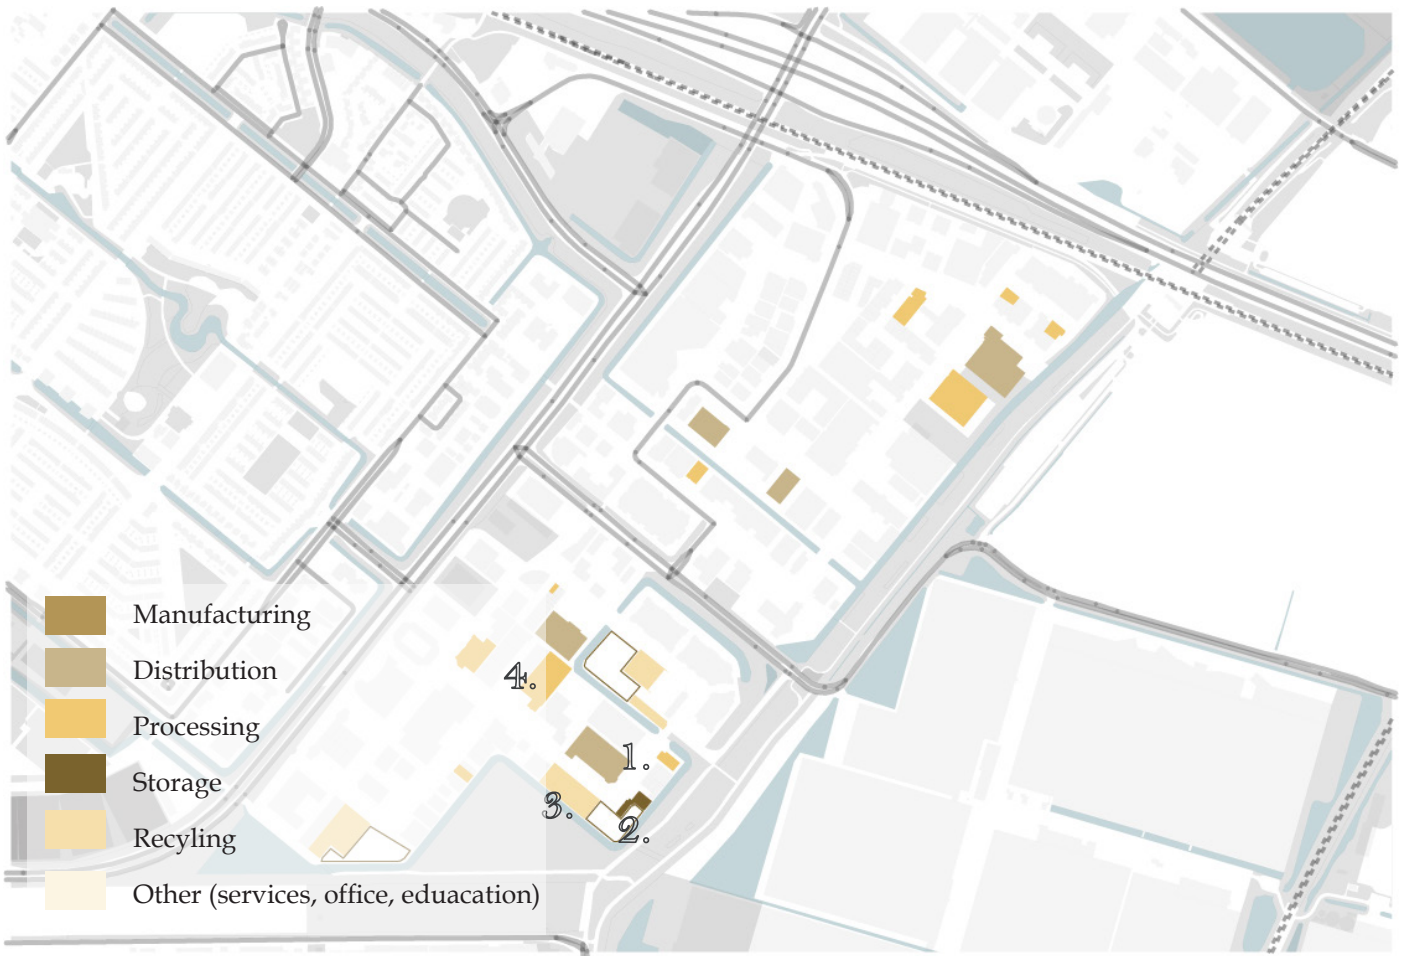 Manufacturing
Distribution
Processing
Storage
Recyling
Other (services, office, eduacation)
4.
1.
3.
2.